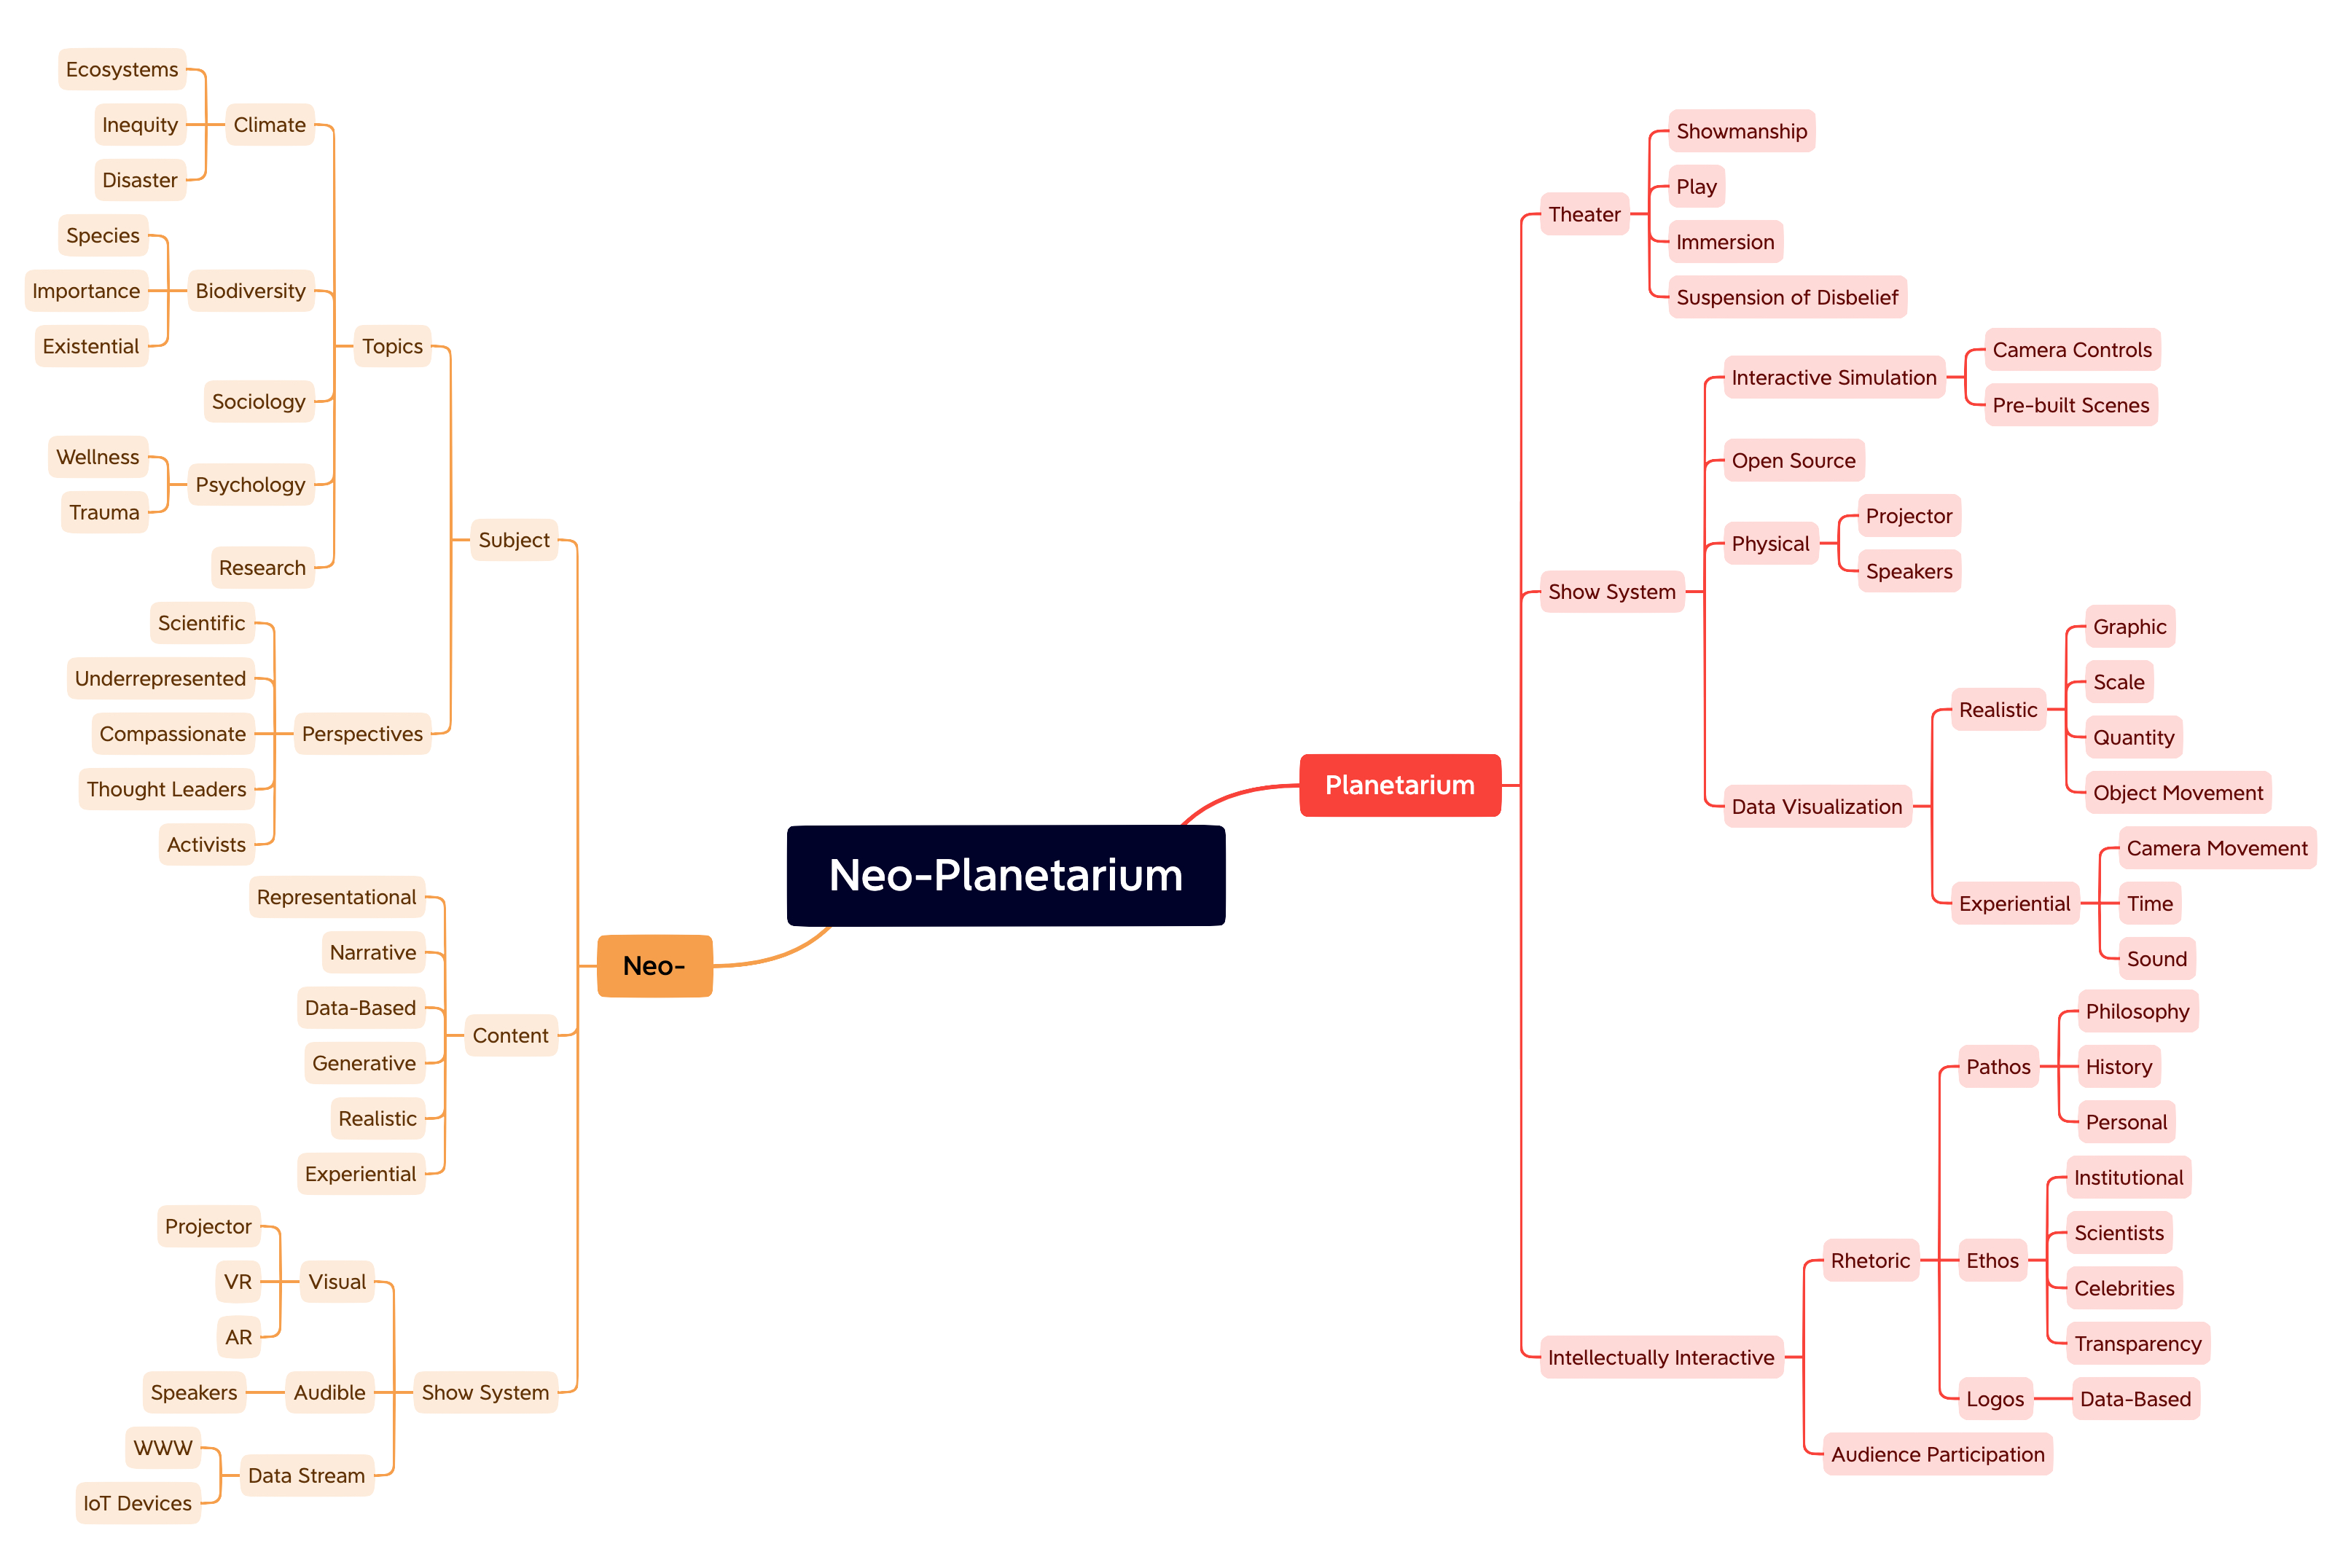 Neo-Planetarium
Planetarium
Theater
Showmanship
Play
Immersion
Suspension of Disbelief
Show System
Interactive Simulation
Camera Controls
Pre-built Scenes
Open Source
Physical
Projector
Speakers
Data Visualization
Realistic
Graphic
Scale
Quantity
Object Movement
Experiential
Camera Movement
Time
Sound
Intellectually Interactive
Rhetoric
Pathos
Philosophy
History
Personal
Ethos
Institutional
Scientists
Celebrities
Transparency
Logos
Data-Based
Audience Participation
Neo-
Subject
Topics
Climate
Ecosystems
Inequity
Disaster
Biodiversity
Species
Importance
Existential
Sociology
Psychology
Wellness
Trauma
Research
Perspectives
Scientific
Underrepresented
Compassionate
Thought Leaders
Activists
Content
Representational
Narrative
Data-Based
Generative
Realistic
Experiential
Show System
Visual
Projector
VR
AR
Audible
Speakers
Data Stream
WWW
IoT Devices